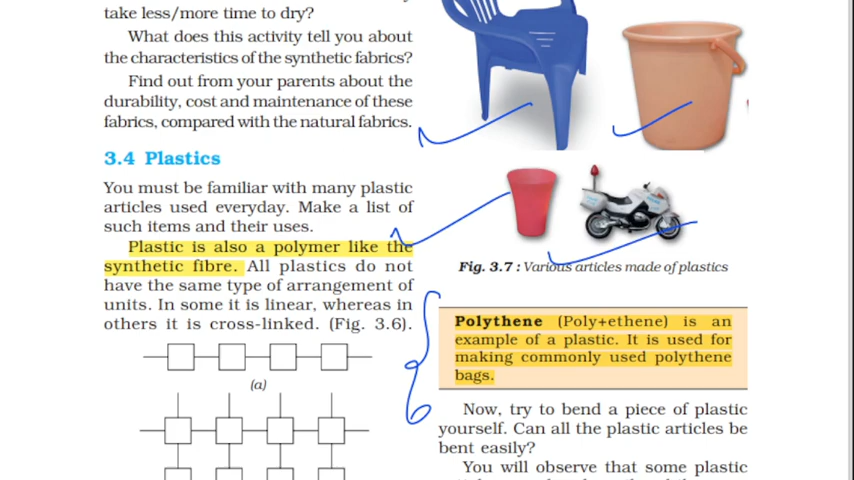 take less/more time to dry?
What does this activity tell you about
the characteristics of the synthetic fabrics?
Find out from your parents about the
durability, cost and maintenance of these
fabrics, compared with the natural fabrics.
3.4 Plastics
You must be familiar with many plastic
articles used everyday. Make a list of
such items and their uses.
Plastic is also a polymer like the
synthetic fibre. All plastics do not
have the same type of arrangement of
units. In some it is linear, whereas in
others it is cross-linked. (Fig. 3.6).
(a)
Fig. 3.7 : Various articles made of plastics
Polythene (Poly+ethene) is an
example of a plastic. It is used for
making commonly used polythene
bags.
Now, try to bend a piece of plastic
yourself. Can all the plastic articles be
bent easily?
You will observe that some plastic